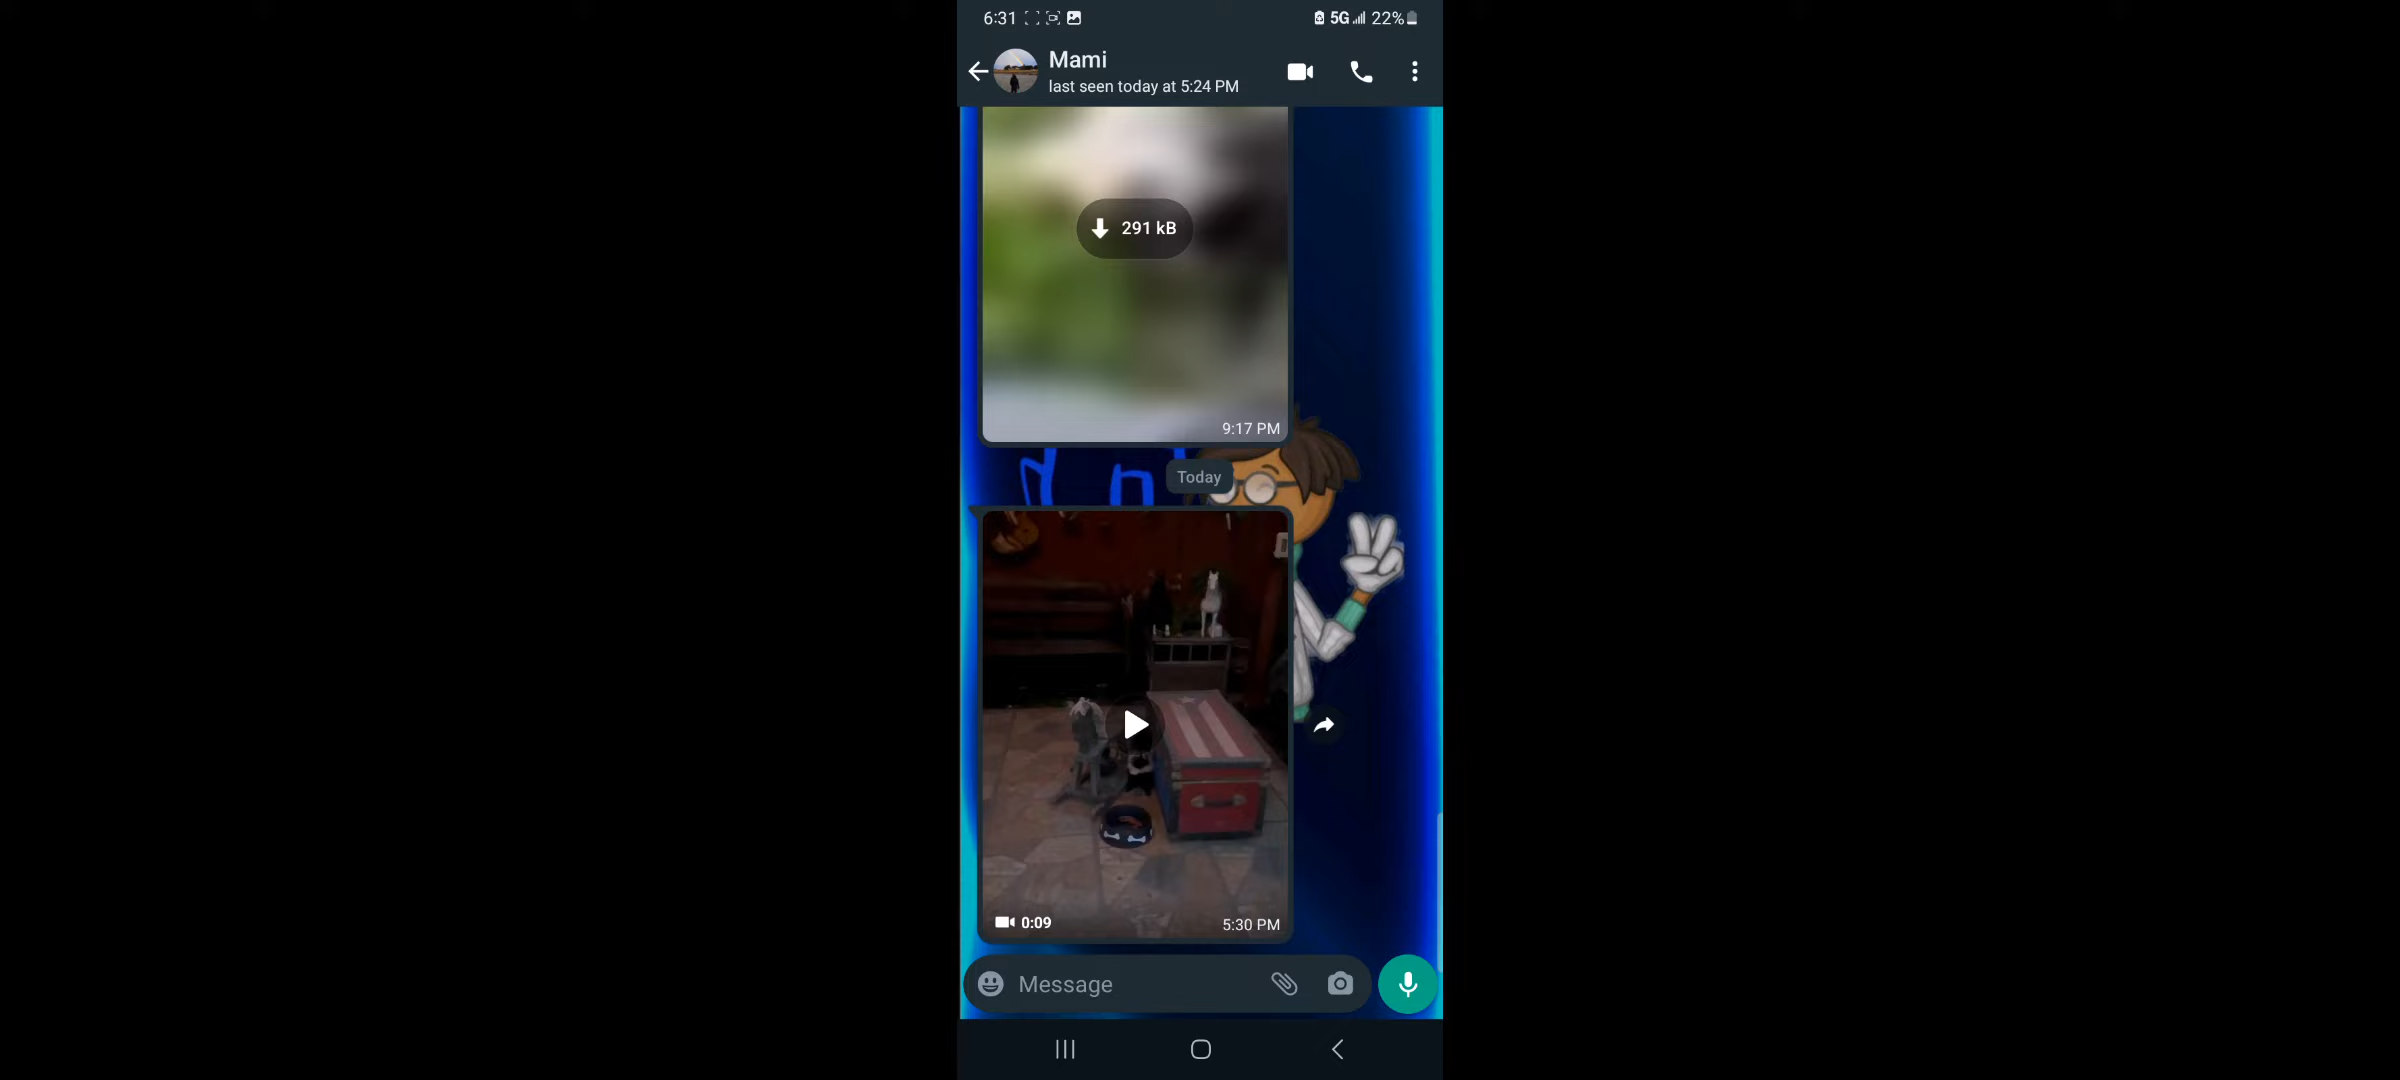 6:31
5G 22%
Mami
last seen today at 5:24 PM
291 kB
9:17 PM
Today
0:09
5:30 PM
Message